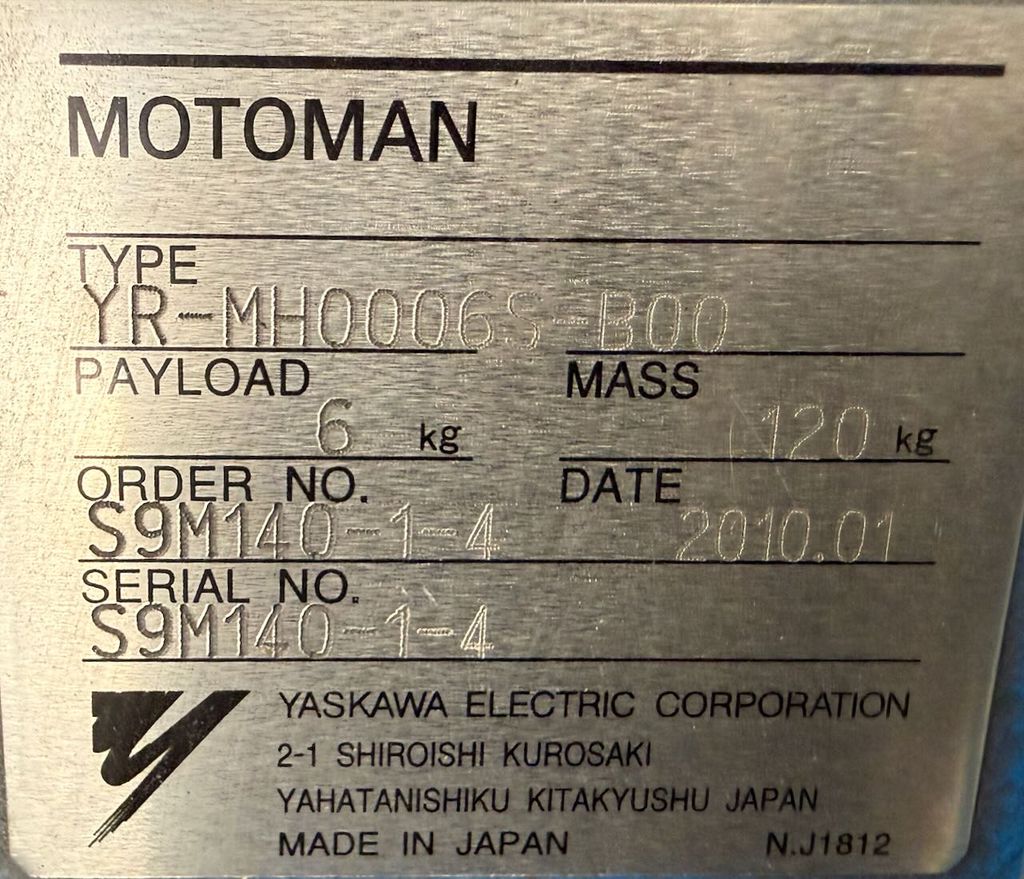 MOTOMAN
TYPE
YR-MH0006S-B00
PAYLOAD MASS
6 kg 120 kg
ORDER NO. DATE
S9M140-1-4 2010.01
SERIAL NO.
S9M140-1-4
YASKAWA ELECTRIC CORPORATION
2-1 SHIROISHI KUROSAKI
YAHATANISHIKU KITAKYUSHU JAPAN
MADE IN JAPAN N.J1812